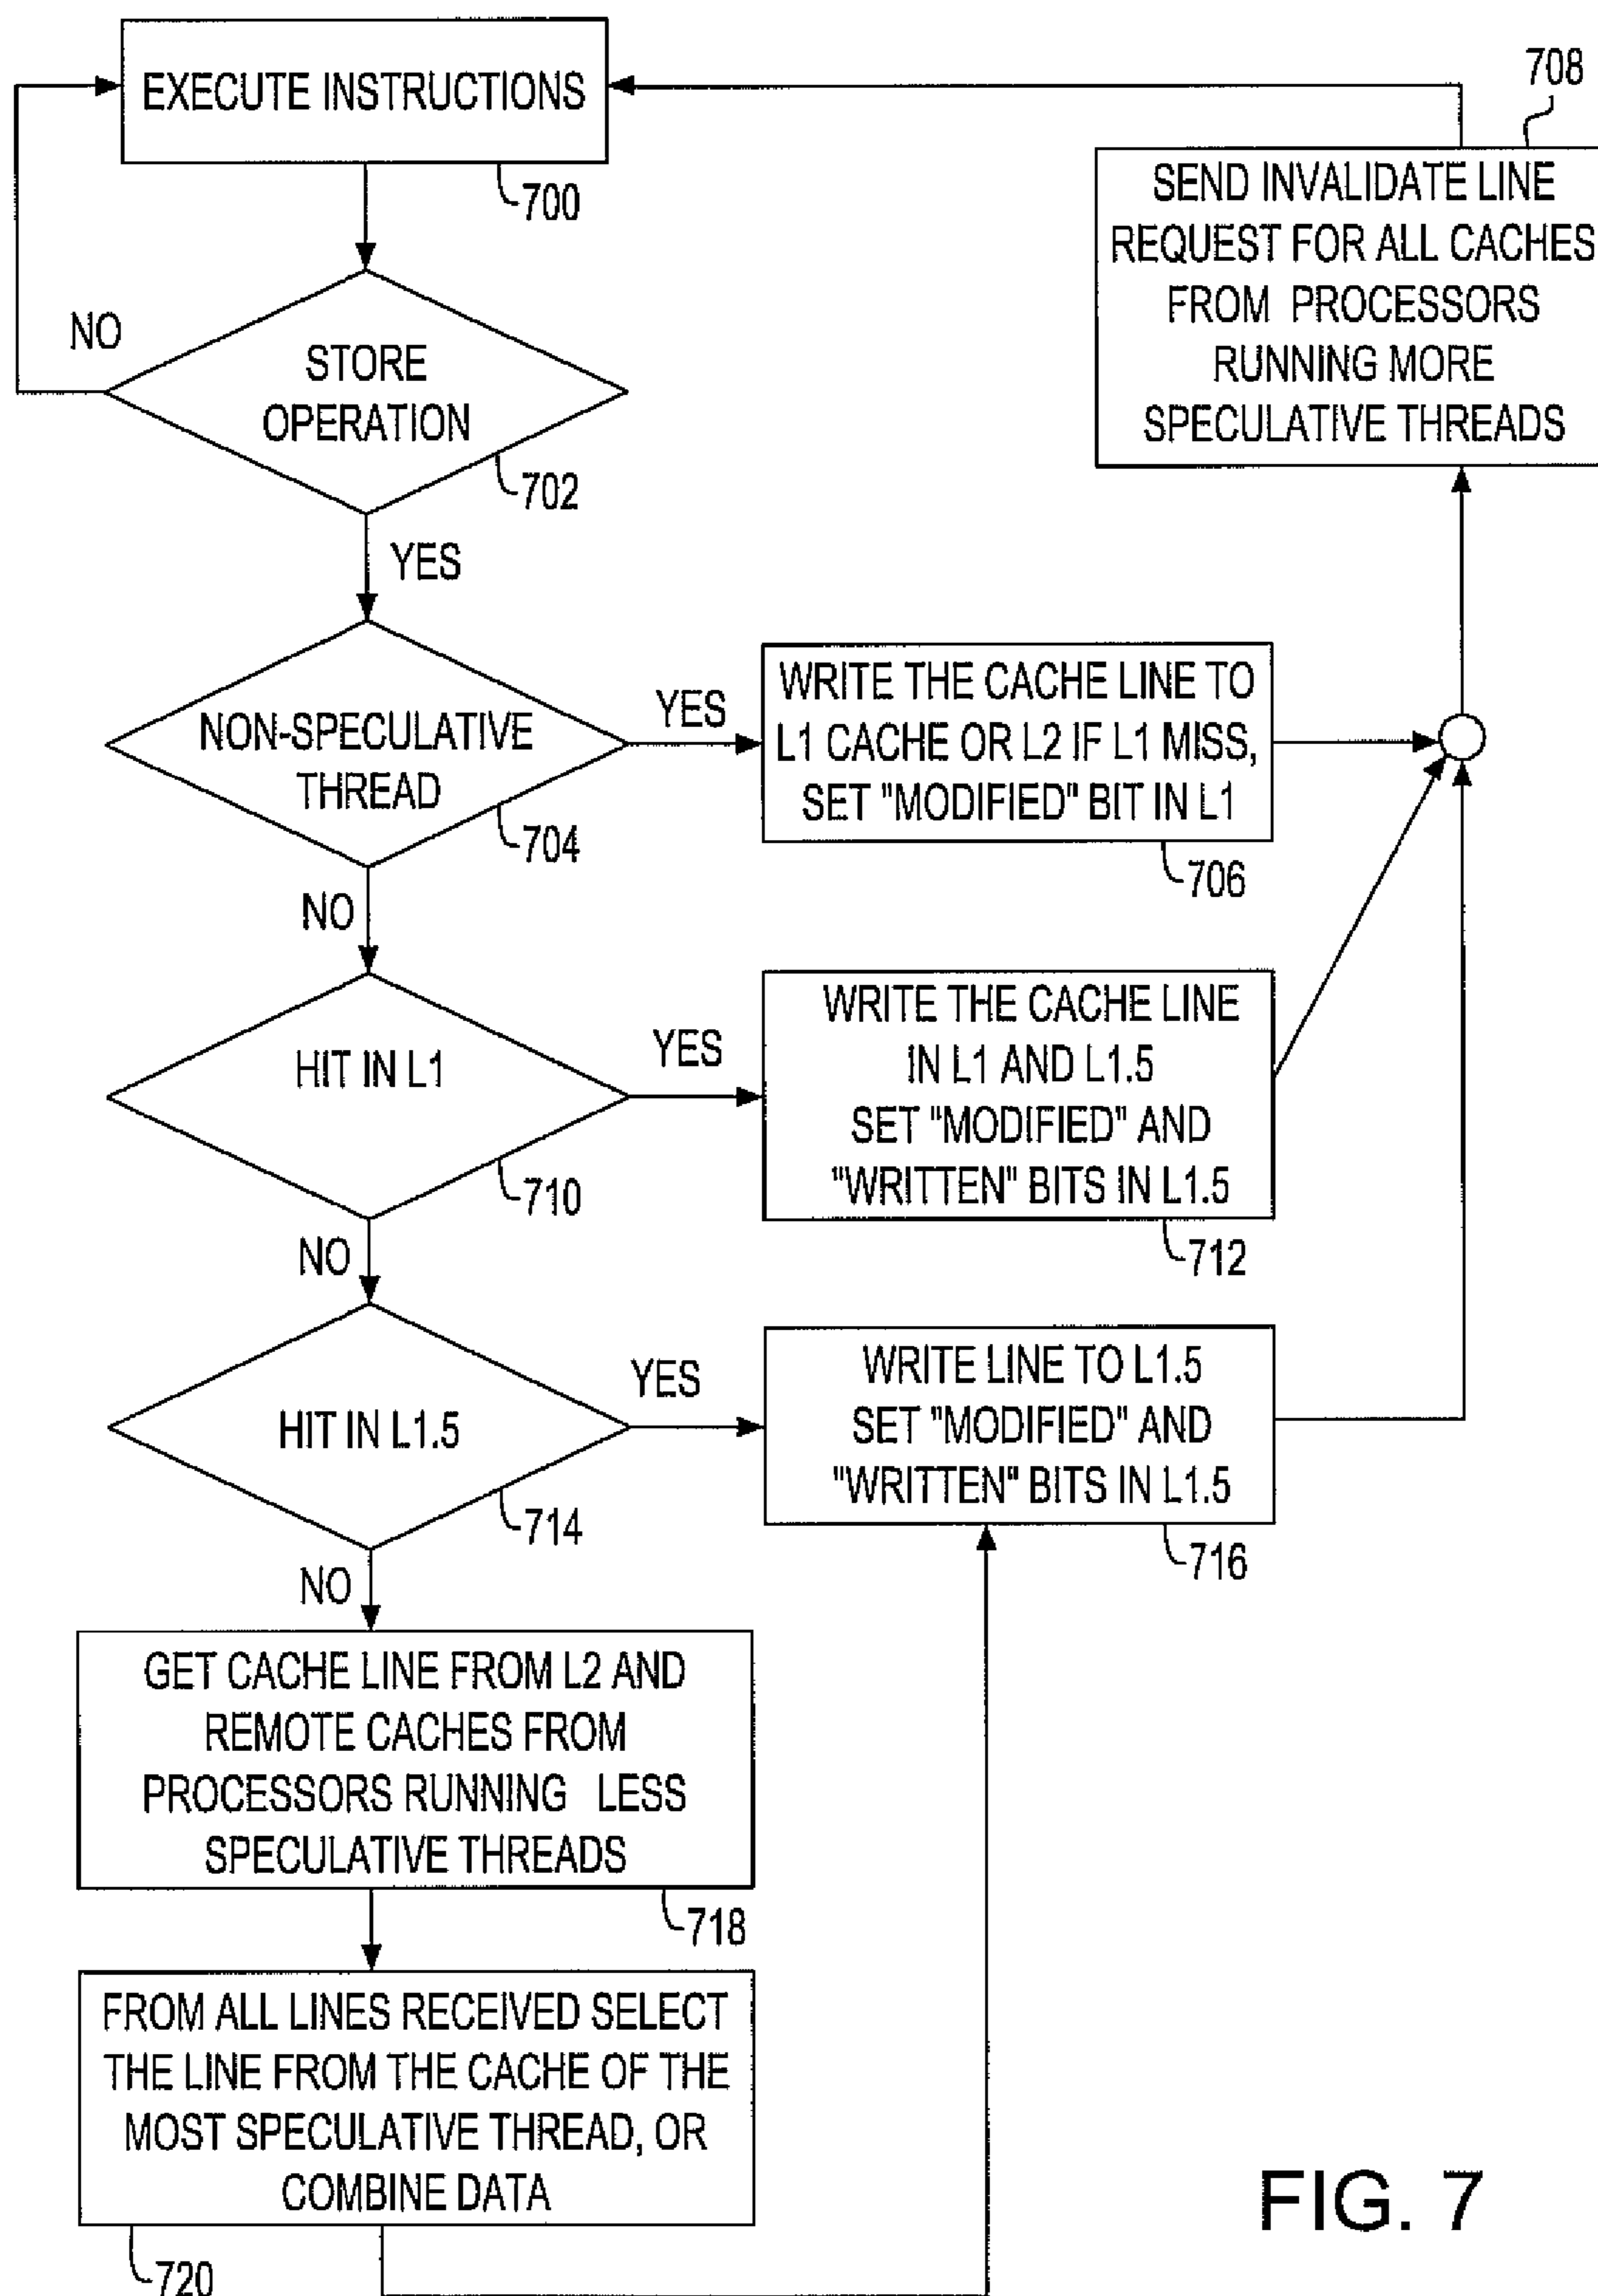 EXECUTE INSTRUCTIONS
700
708
SEND INVALIDATE LINE
REQUEST FOR ALL CACHES
FROM PROCESSORS
RUNNING MORE
SPECULATIVE THREADS
NO
STORE
OPERATION
702
YES
NON-SPECULATIVE
THREAD
704
YES
WRITE THE CACHE LINE TO
L1 CACHE OR L2 IF L1 MISS,
SET "MODIFIED" BIT IN L1
706
NO
HIT IN L1
710
YES
WRITE THE CACHE LINE
IN L1 AND L1.5
SET "MODIFIED" AND
"WRITTEN" BITS IN L1.5
712
NO
HIT IN L1.5
714
YES
WRITE LINE TO L1.5
SET "MODIFIED" AND
"WRITTEN" BITS IN L1.5
716
NO
GET CACHE LINE FROM L2 AND
REMOTE CACHES FROM
PROCESSORS RUNNING LESS
SPECULATIVE THREADS
718
FROM ALL LINES RECEIVED SELECT
THE LINE FROM THE CACHE OF THE
MOST SPECULATIVE THREAD, OR
COMBINE DATA
720
FIG. 7